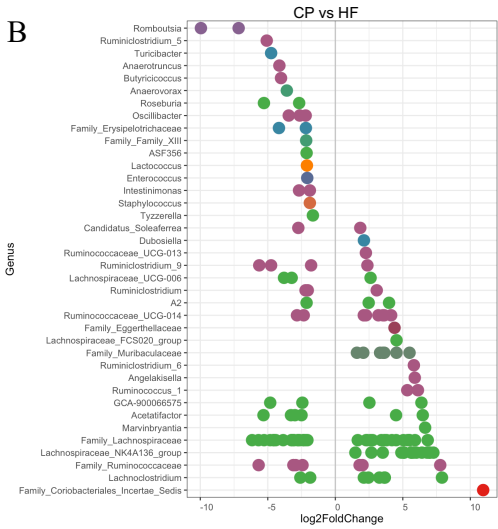 B
CP vs HF
Romboutsia
Ruminiclostridium_5
Turicibacter
Anaerotruncus
Butyricicoccus
Anaerovorax
Roseburia
Oscillibacter
Family_Erysipelotrichaceae
Family_Family_XIII
ASF356
Lactococcus
Enterococcus
Intestinimonas
Staphylococcus
Tyzzerella
Candidatus_Soleaferrea
Dubosiella
Ruminococcaceae_UCG-013
Ruminiclostridium_9
Lachnospiraceae_UCG-006
Ruminiclostridium
A2
Ruminococcaceae_UCG-014
Family_Eggerthellaceae
Lachnospiraceae_FCS020_group
Family_Muribaculaceae
Ruminiclostridium_6
Angelakisella
Ruminococcus_1
GCA-900066575
Acetatifactor
Marvinbryantia
Family_Lachnospiraceae
Lachnospiraceae_NK4A136_group
Family_Ruminococcaceae
Lachnoclostridium
Family_Coriobacteriales_Incertae_Sedis
Genus
-10 -5 0 5 10
log2FoldChange